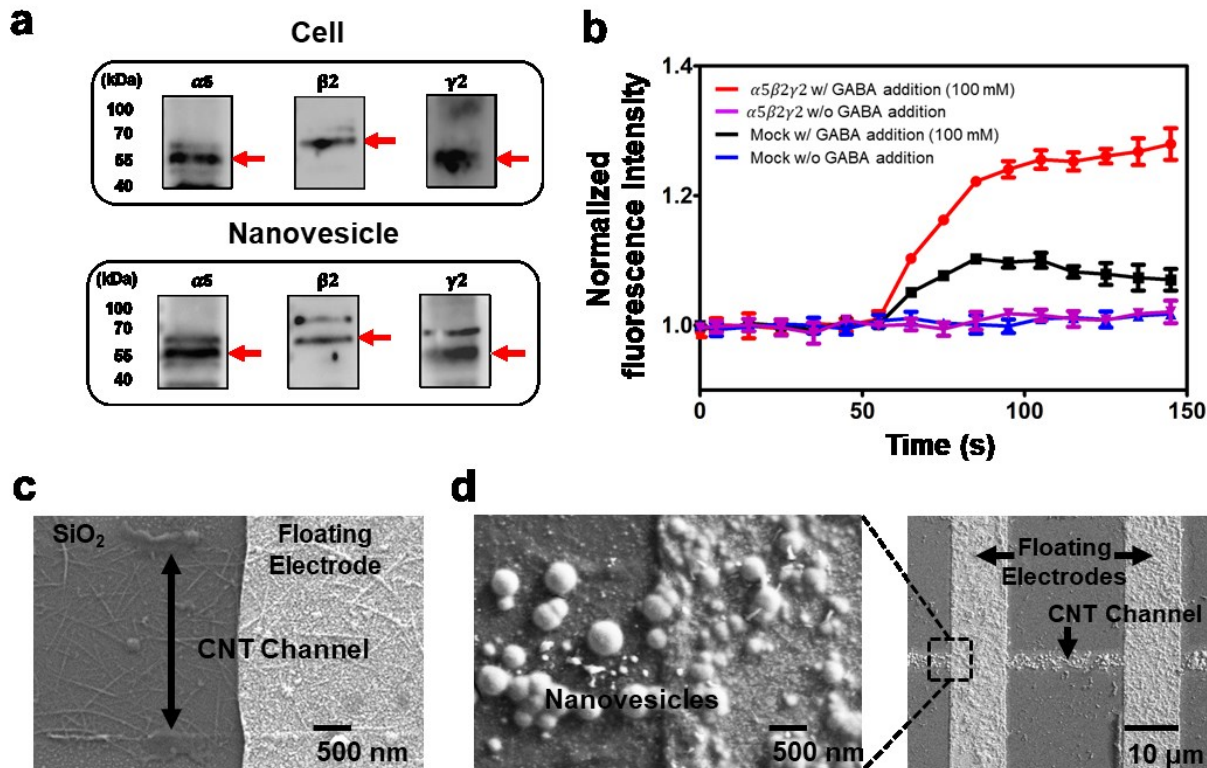 a
Cell
(kDa)
α5
β2
γ2
100
70
55
40
Nanovesicle
(kDa)
α5
β2
γ2
100
70
55
40
b
Normalized
fluorescence Intensity
1.4
1.2
1.0
α5β2γ2 w/ GABA addition (100 mM)
α5β2γ2 w/o GABA addition
Mock w/ GABA addition (100 mM)
Mock w/o GABA addition
0
50
100
150
Time (s)
c
SiO₂
Floating
Electrode
CNT Channel
500 nm
d
Nanovesicles
500 nm
Floating
Electrodes
CNT Channel
10 μm